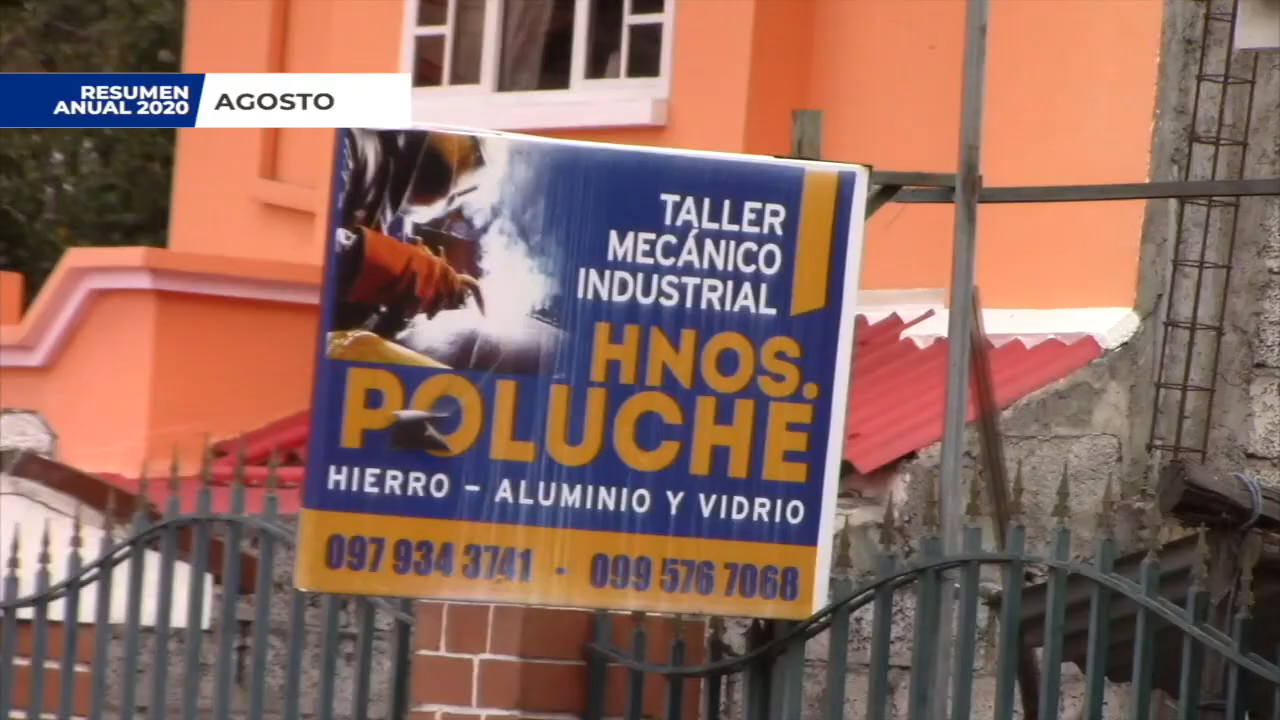 RESUMEN
ANUAL 2020
AGOSTO
TALLER
MECÁNICO
INDUSTRIAL
HNOS.
POLUCHE
HIERRO - ALUMINIO Y VIDRIO
097 934 3741 - 099 576 7068